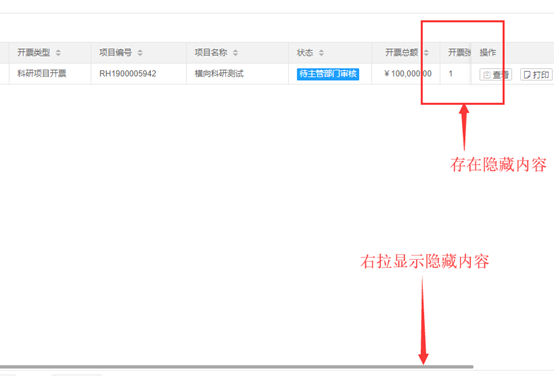 开票类型 项目编号 项目名称 状态 开票总额 开票张 操作
科研项目开票 RH1900005942 横向科研测试 待主管部门审核 ¥ 100,000.00 1 查看 打印
存在隐藏内容
右拉显示隐藏内容